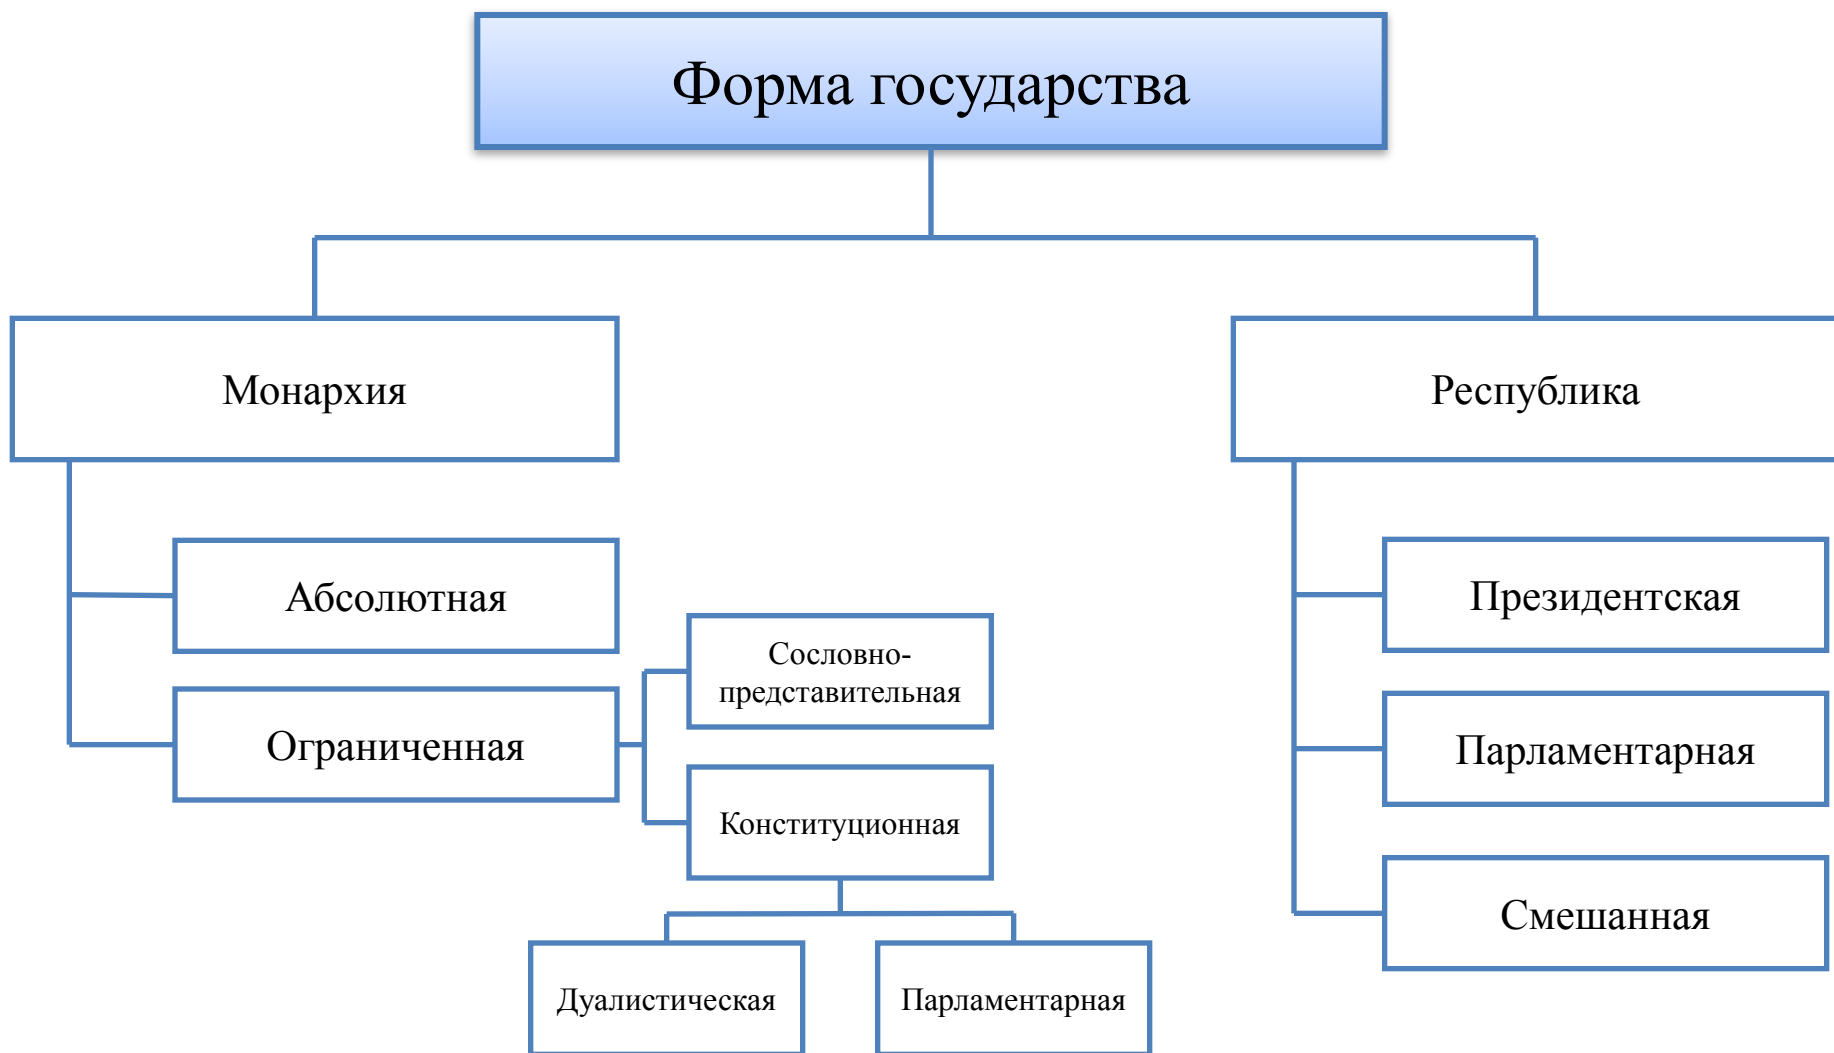 Форма государства
Монархия
Республика
Абсолютная
Ограниченная
Сословно-
представительная
Конституционная
Дуалистическая
Парламентарная
Президентская
Парламентарная
Смешанная